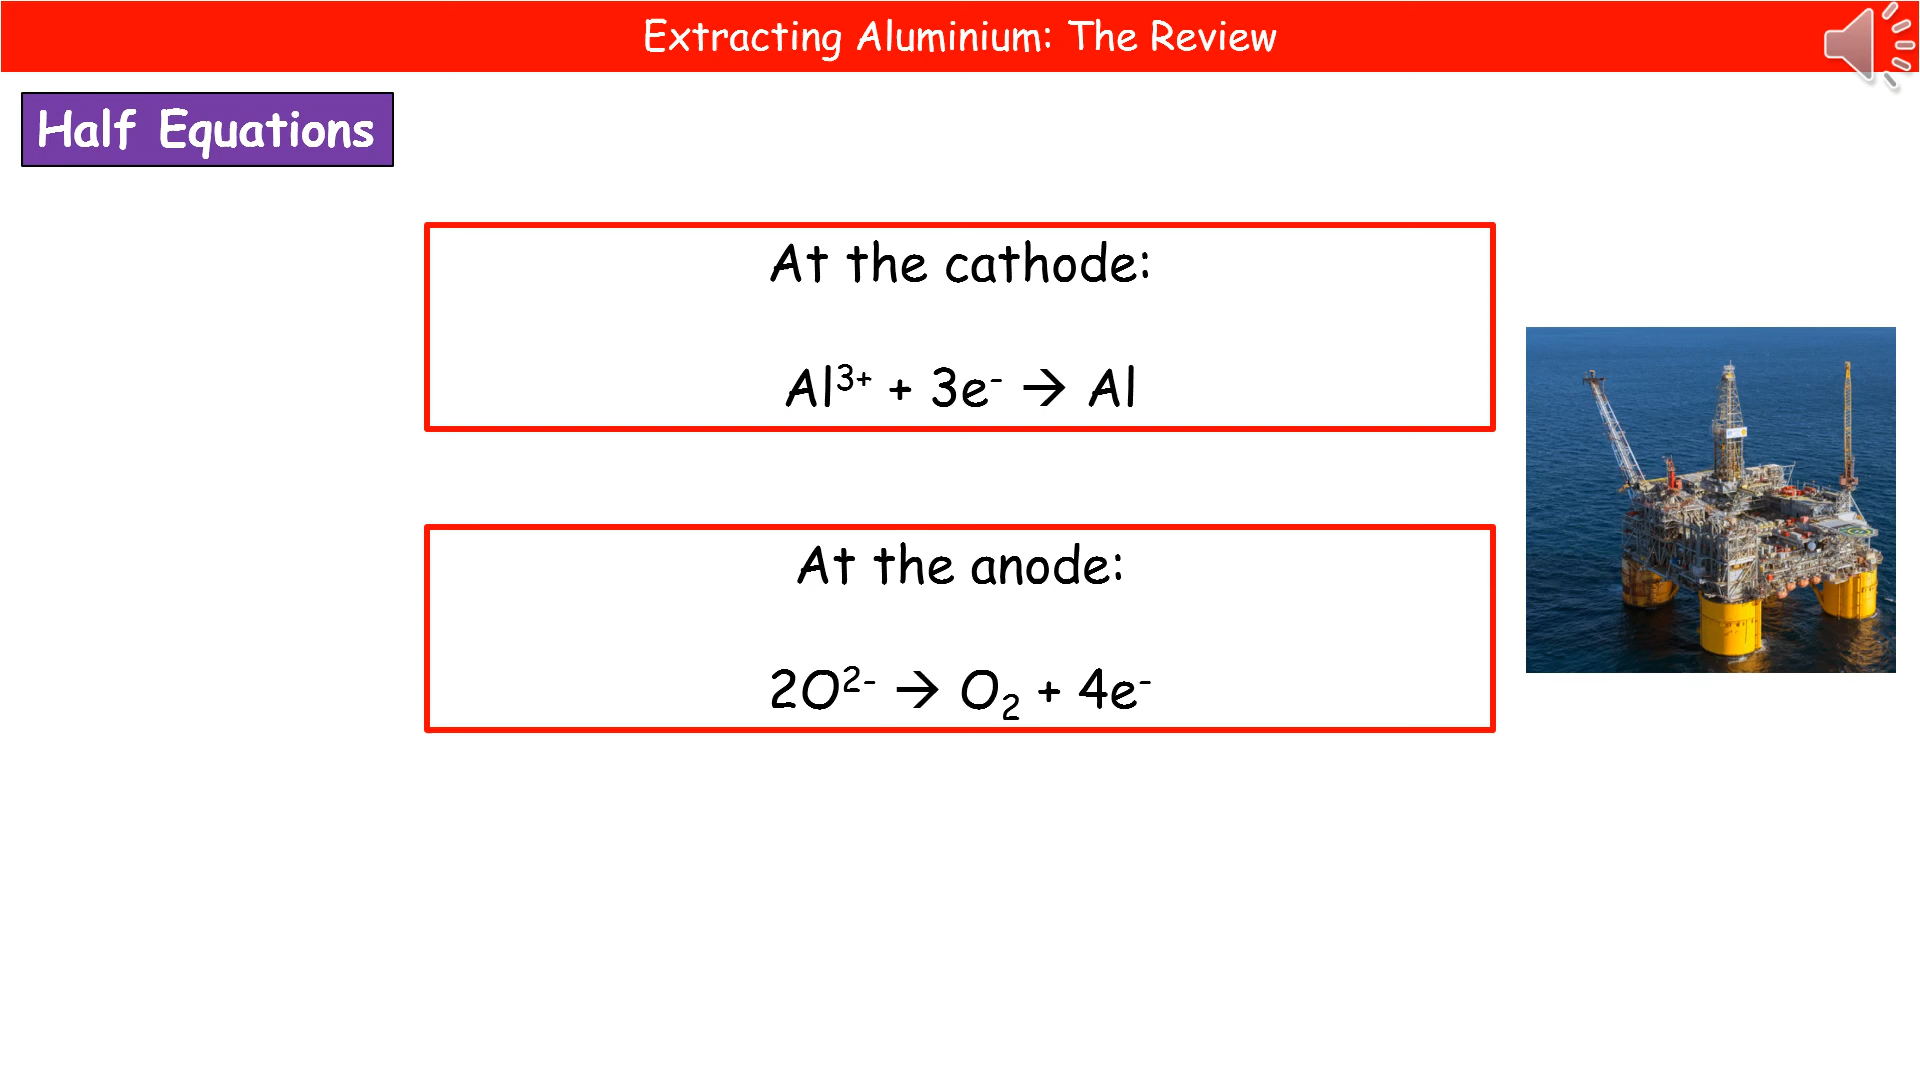 Extracting Aluminium: The Review
Half Equations
At the cathode:
Al³⁺ + 3e⁻ → Al
At the anode:
2O²⁻ → O₂ + 4e⁻